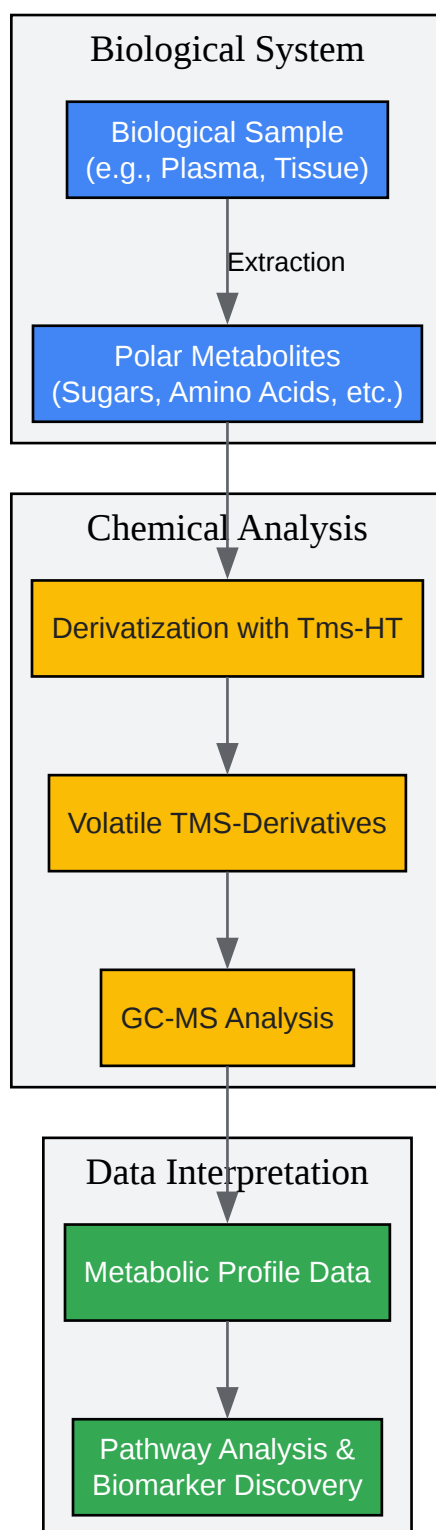 Biological System
Biological Sample
(e.g., Plasma, Tissue)
Extraction
Polar Metabolites
(Sugars, Amino Acids, etc.)
Chemical Analysis
Derivatization with Tms-HT
Volatile TMS-Derivatives
GC-MS Analysis
Data Interpretation
Metabolic Profile Data
Pathway Analysis &
Biomarker Discovery